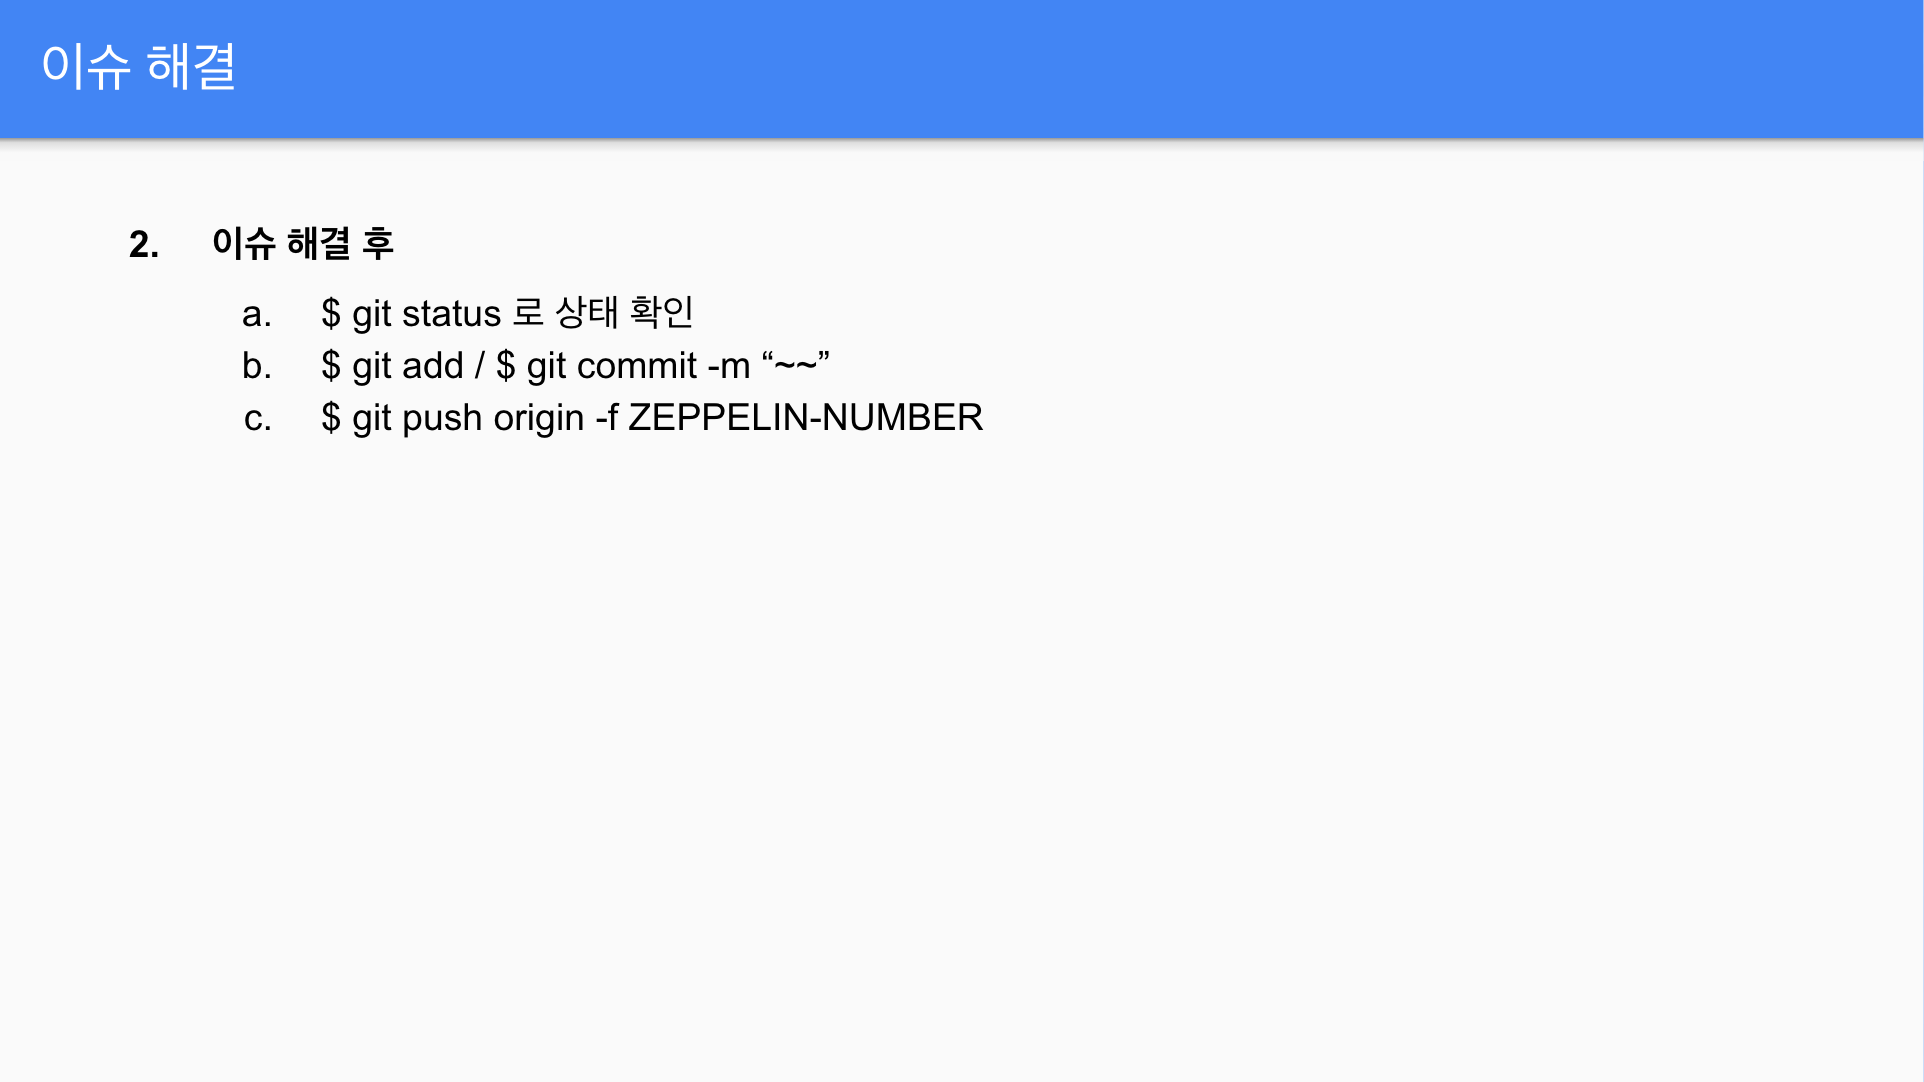 이슈 해결
2. 이슈 해결 후
a. $ git status 로 상태 확인
b. $ git add / $ git commit -m “~~”
c. $ git push origin -f ZEPPELIN-NUMBER